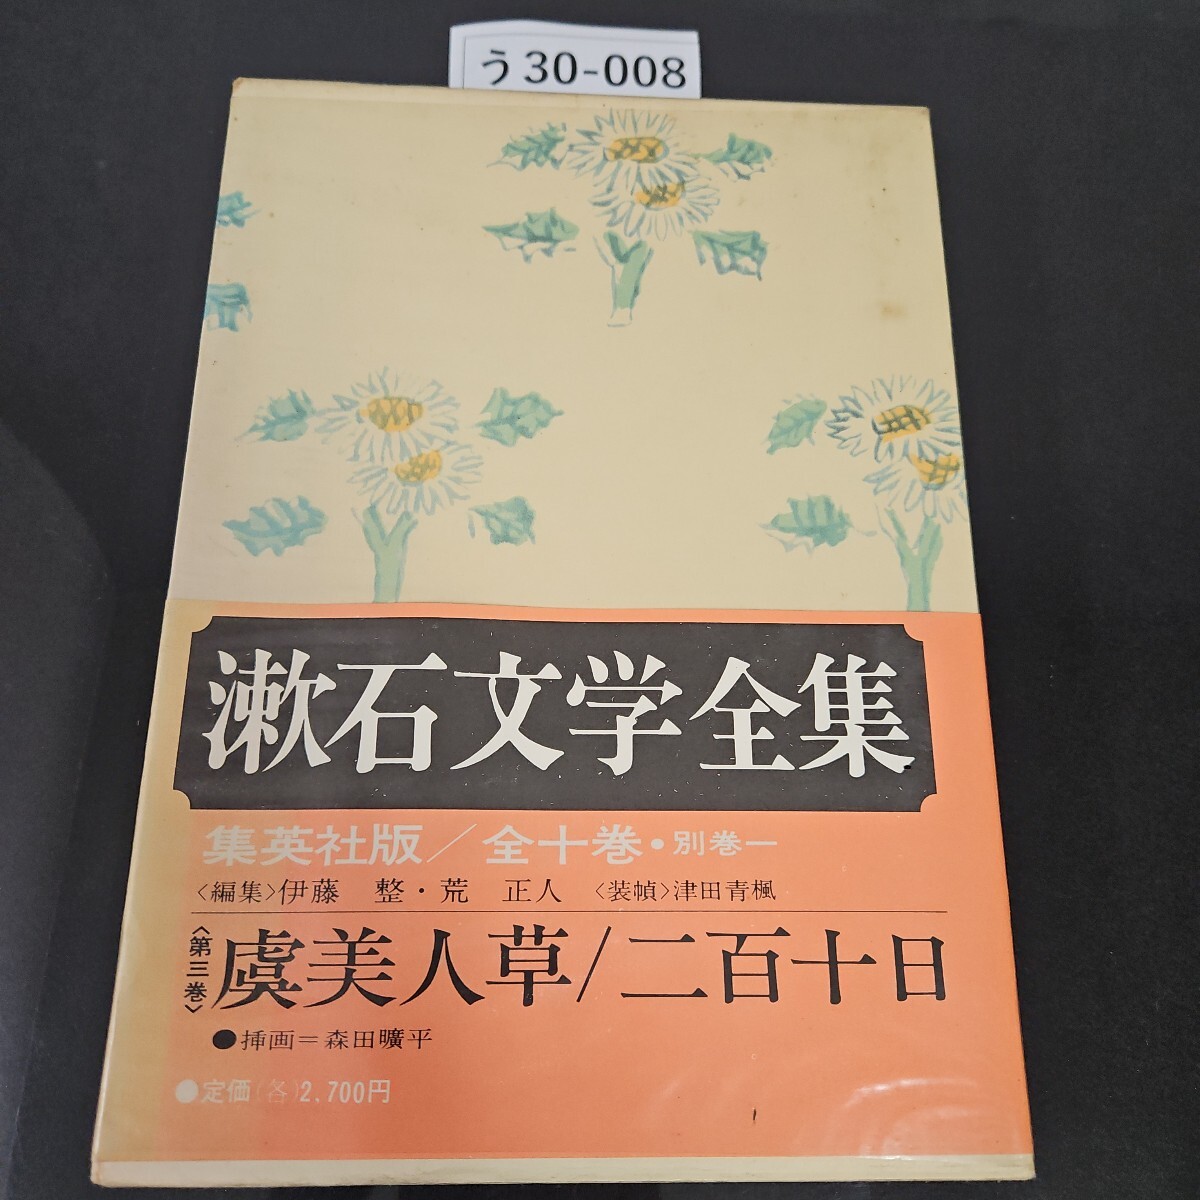 う30-008
漱石文学全集
集英社版/全十巻・別巻一
〈編集〉伊藤 整・荒 正人 〈装幀〉津田青楓
〈第三巻〉虞美人草/二百十日
●挿画=森田曠平
●定価(各)2,700円